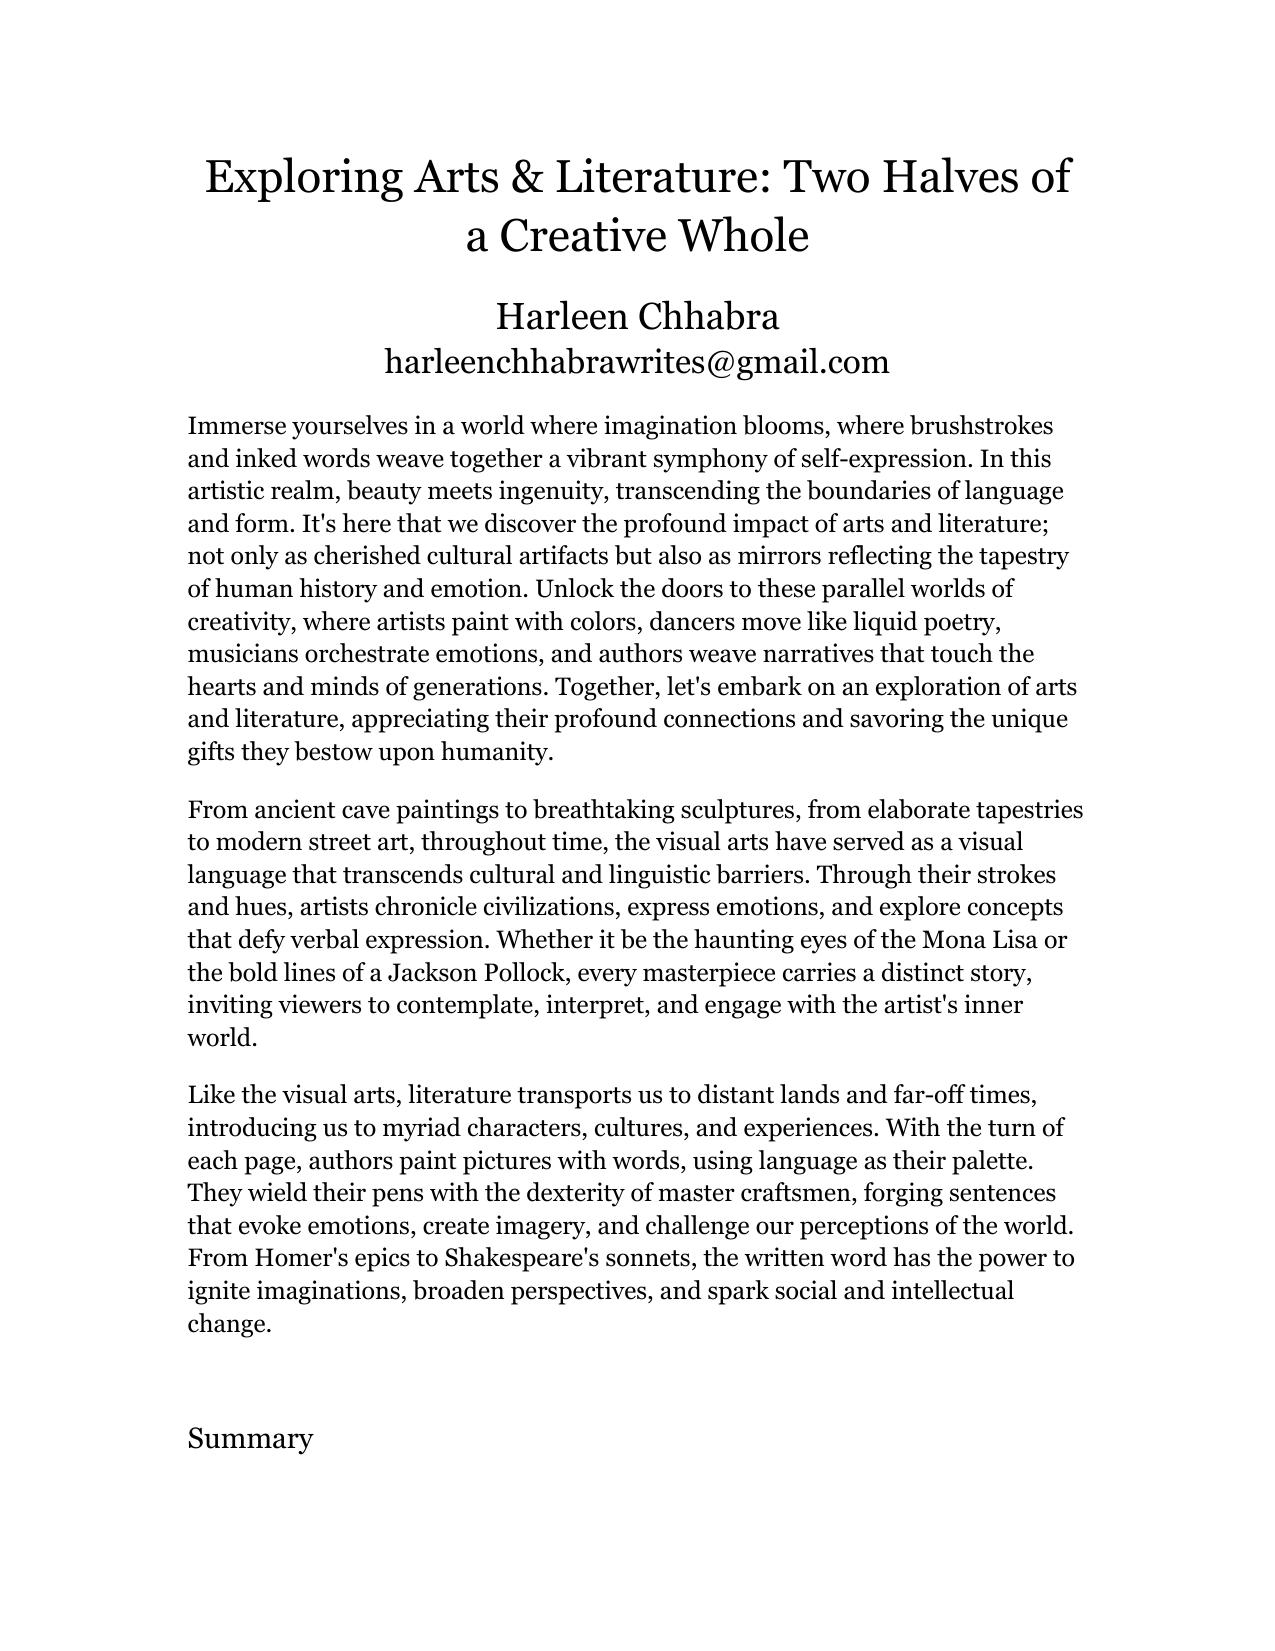 Exploring Arts & Literature: Two Halves of
a Creative Whole
Harleen Chhabra
harleenchhabrawrites@gmail.com
Immerse yourselves in a world where imagination blooms, where brushstrokes
and inked words weave together a vibrant symphony of self-expression. In this
artistic realm, beauty meets ingenuity, transcending the boundaries of language
and form. It's here that we discover the profound impact of arts and literature;
not only as cherished cultural artifacts but also as mirrors reflecting the tapestry
of human history and emotion. Unlock the doors to these parallel worlds of
creativity, where artists paint with colors, dancers move like liquid poetry,
musicians orchestrate emotions, and authors weave narratives that touch the
hearts and minds of generations. Together, let's embark on an exploration of arts
and literature, appreciating their profound connections and savoring the unique
gifts they bestow upon humanity.
From ancient cave paintings to breathtaking sculptures, from elaborate tapestries
to modern street art, throughout time, the visual arts have served as a visual
language that transcends cultural and linguistic barriers. Through their strokes
and hues, artists chronicle civilizations, express emotions, and explore concepts
that defy verbal expression. Whether it be the haunting eyes of the Mona Lisa or
the bold lines of a Jackson Pollock, every masterpiece carries a distinct story,
inviting viewers to contemplate, interpret, and engage with the artist's inner
world.
Like the visual arts, literature transports us to distant lands and far-off times,
introducing us to myriad characters, cultures, and experiences. With the turn of
each page, authors paint pictures with words, using language as their palette.
They wield their pens with the dexterity of master craftsmen, forging sentences
that evoke emotions, create imagery, and challenge our perceptions of the world.
From Homer's epics to Shakespeare's sonnets, the written word has the power to
ignite imaginations, broaden perspectives, and spark social and intellectual
change.
Summary